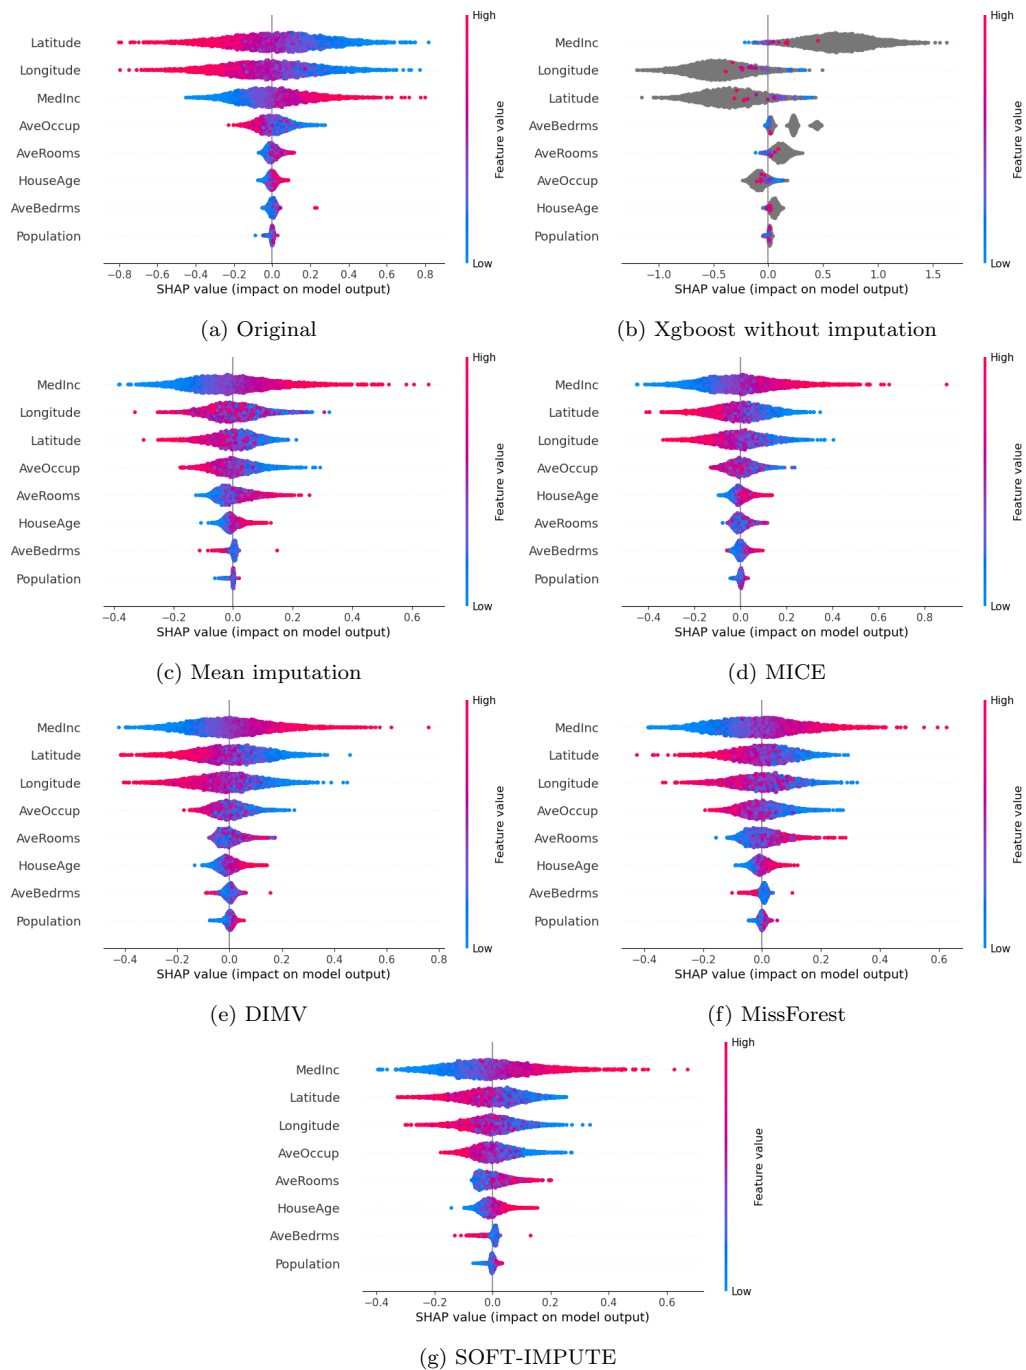 High
Latitude
Longitude
MedInc
AveOccup
AveRooms
HouseAge
AveBedrms
Population
Feature value
Low
−0.8 −0.6 −0.4 −0.2 0.0 0.2 0.4 0.6 0.8
SHAP value (impact on model output)
(a) Original
High
MedInc
Longitude
Latitude
AveBedrms
AveRooms
AveOccup
HouseAge
Population
Feature value
Low
−1.0 −0.5 0.0 0.5 1.0 1.5
SHAP value (impact on model output)
(b) Xgboost without imputation
High
MedInc
Longitude
Latitude
AveOccup
AveRooms
HouseAge
AveBedrms
Population
Feature value
Low
−0.4 −0.2 0.0 0.2 0.4 0.6
SHAP value (impact on model output)
(c) Mean imputation
High
MedInc
Latitude
Longitude
AveOccup
HouseAge
AveRooms
AveBedrms
Population
Feature value
Low
−0.4 −0.2 0.0 0.2 0.4 0.6 0.8
SHAP value (impact on model output)
(d) MICE
High
MedInc
Latitude
Longitude
AveOccup
AveRooms
HouseAge
AveBedrms
Population
Feature value
Low
−0.4 −0.2 0.0 0.2 0.4 0.6 0.8
SHAP value (impact on model output)
(e) DIMV
High
MedInc
Latitude
Longitude
AveOccup
AveRooms
HouseAge
AveBedrms
Population
Feature value
Low
−0.4 −0.2 0.0 0.2 0.4 0.6
SHAP value (impact on model output)
(f) MissForest
High
MedInc
Latitude
Longitude
AveOccup
AveRooms
HouseAge
AveBedrms
Population
Feature value
Low
−0.4 −0.2 0.0 0.2 0.4 0.6
SHAP value (impact on model output)
(g) SOFT-IMPUTE